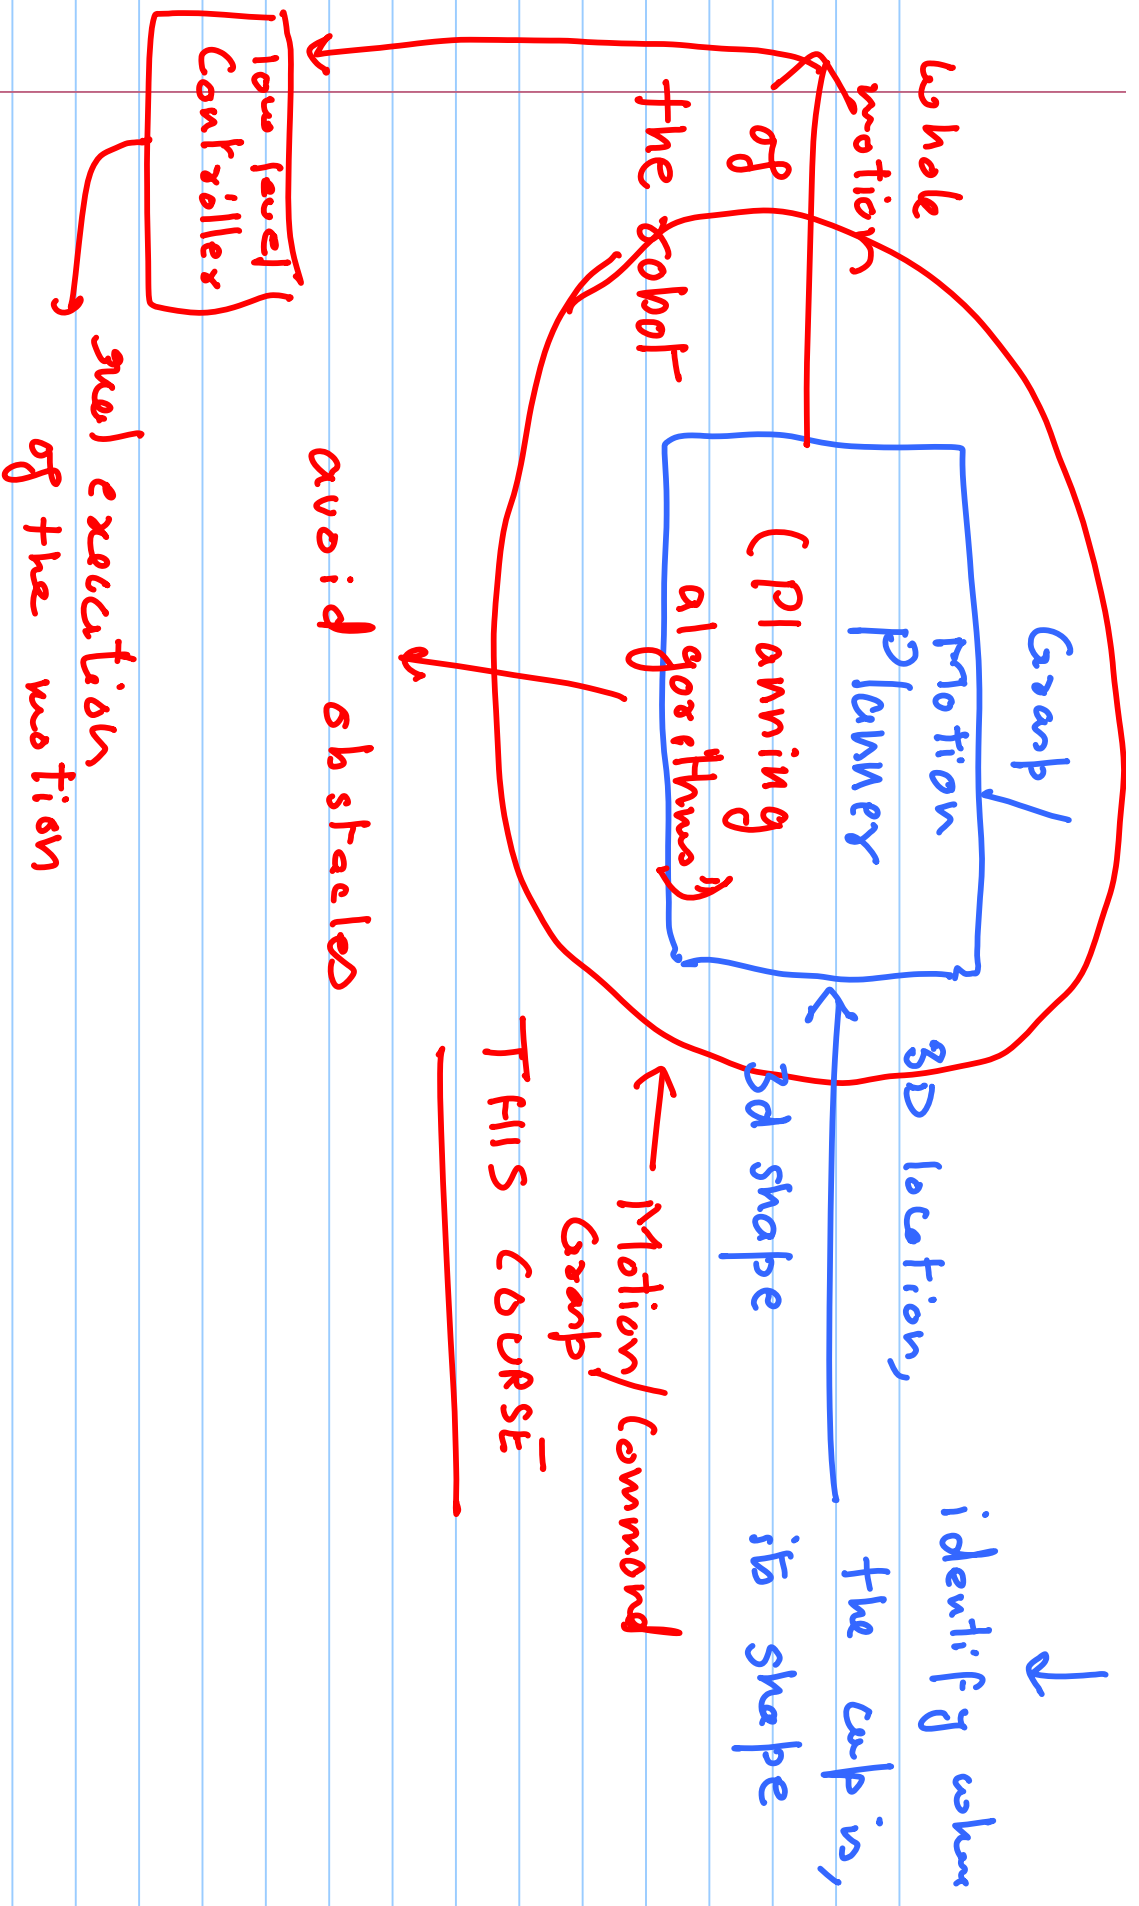 Grasp/
Motion
Planner
(Planning
algorithms)
whole
motion
of
the robot
low level
Controller
real execution
of the motion
avoid obstacles
3D location,
3d shape
identify where
the cup is,
its shape
Motion/ Command
Grasp
THIS COURSE